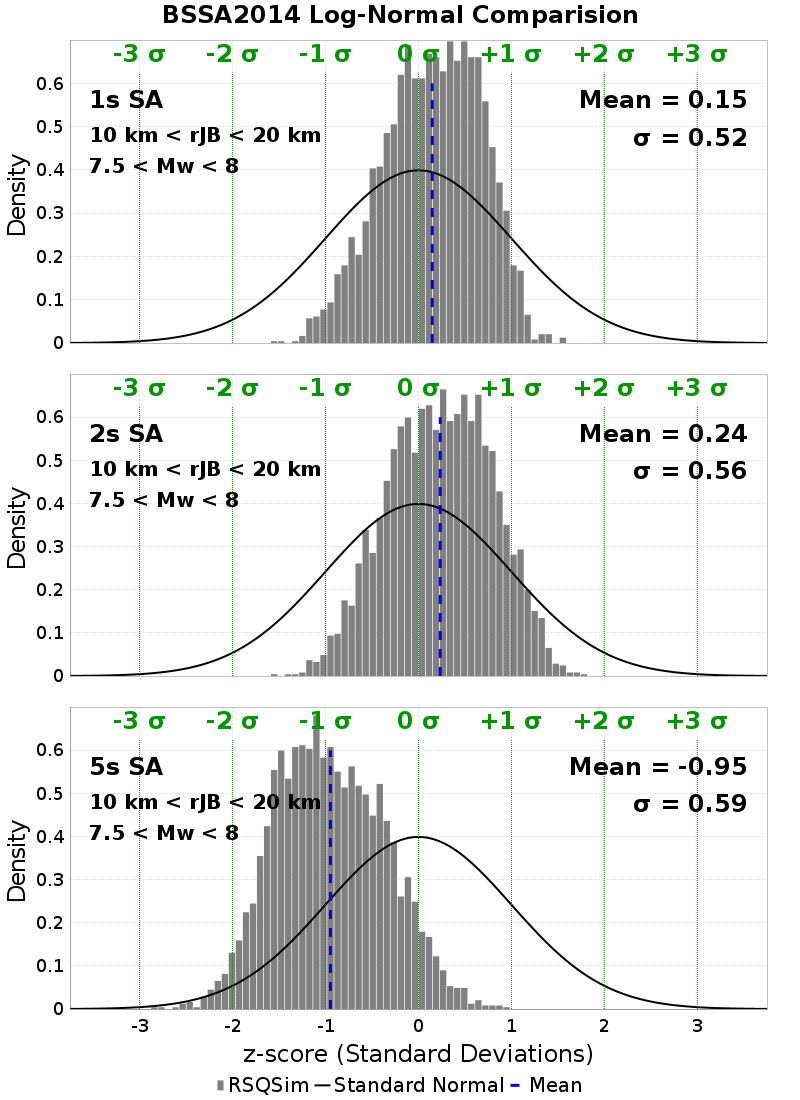 BSSA2014 Log-Normal Comparision
-3 σ -2 σ -1 σ 0 σ +1 σ +2 σ +3 σ
1s SA Mean = 0.15
10 km < rJB < 20 km σ = 0.52
7.5 < Mw < 8
Density
0.6
0.5
0.4
0.3
0.2
0.1
0
-3 σ -2 σ -1 σ 0 σ +1 σ +2 σ +3 σ
2s SA Mean = 0.24
10 km < rJB < 20 km σ = 0.56
7.5 < Mw < 8
Density
0.6
0.5
0.4
0.3
0.2
0.1
0
-3 σ -2 σ -1 σ 0 σ +1 σ +2 σ +3 σ
5s SA Mean = -0.95
10 km < rJB < 20 km σ = 0.59
7.5 < Mw < 8
Density
0.6
0.5
0.4
0.3
0.2
0.1
0
-3 -2 -1 0 1 2 3
z-score (Standard Deviations)
RSQSim Standard Normal Mean